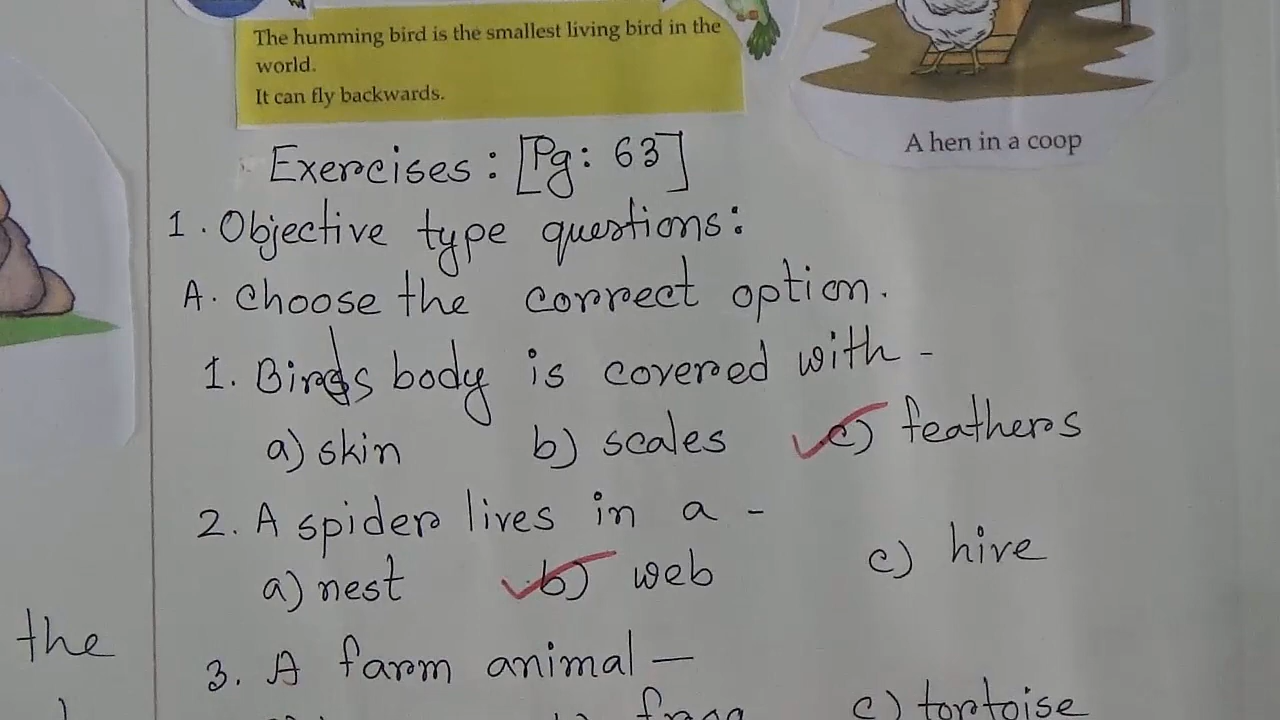 The humming bird is the smallest living bird in the
world.
It can fly backwards.
A hen in a coop
Exercises : [Pg: 63]
1. Objective type questions:
A. choose the correct option.
1. Birds body is covered with -
a) skin b) scales c) feathers
2. A spider lives in a -
a) nest b) web c) hive
the
3. A farm animal —
frog c) tortoise